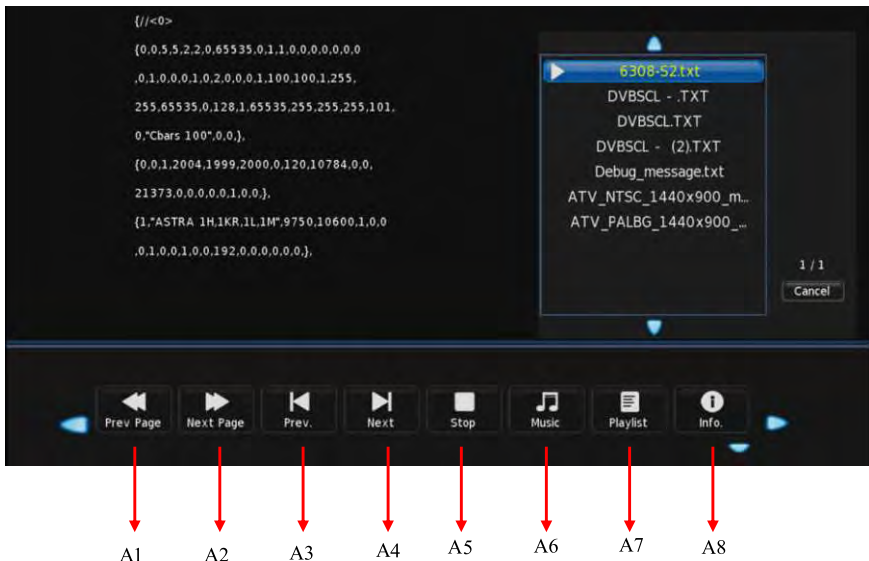 {//<0>
{0,0,5,5,2,2,0,65535,0,1,1,0,0,0,0,0,0,0
,0,1,0,0,0,1,0,2,0,0,0,1,100,100,1,255,
255,65535,0,128,1,65535,255,255,255,101,
0,"Cbars 100",0,0,},
{0,0,1,2004,1999,2000,0,120,10784,0,0,
21373,0,0,0,0,0,1,0,0,},
{1,"ASTRA 1H,1KR,1L,1M",9750,10600,1,0,0
,0,1,0,0,1,0,0,192,0,0,0,0,0,0,},
6308-S2.txt
DVBSCL - .TXT
DVBSCL.TXT
DVBSCL - (2).TXT
Debug_message.txt
ATV_NTSC_1440x900_m...
ATV_PALBG_1440x900_...
1 / 1
Cancel
Prev Page Next Page Prev. Next Stop Music Playlist Info.
A1 A2 A3 A4 A5 A6 A7 A8